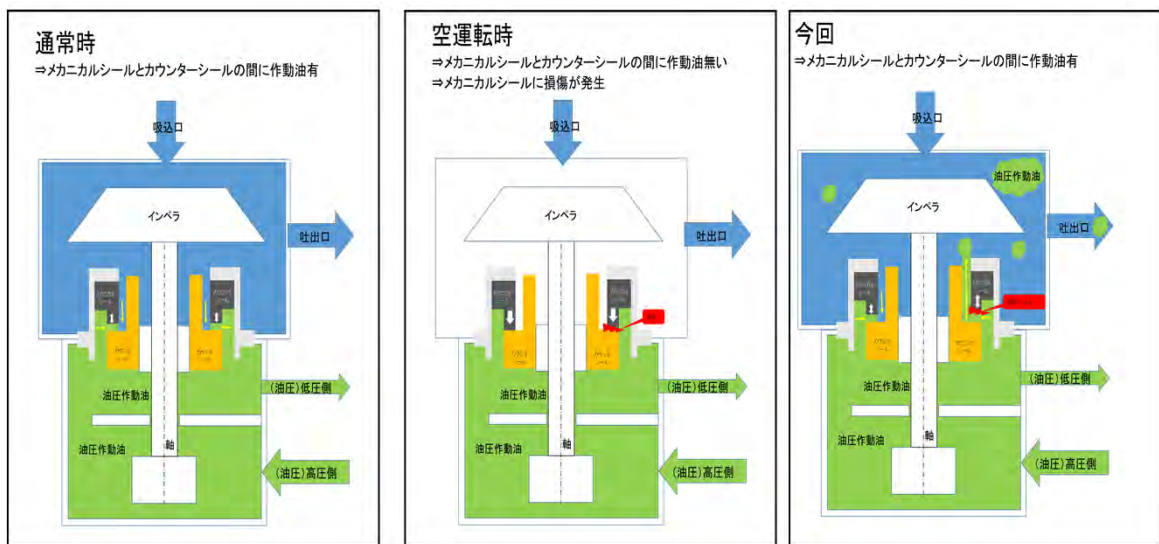 通常時
⇒メカニカルシールとカウンターシールの間に作動油有
吸込口
インペラ
吐出口
油圧作動油
(油圧)低圧側
油圧作動油
軸
(油圧)高圧側
空運転時
⇒メカニカルシールとカウンターシールの間に作動油無い
⇒メカニカルシールに損傷が発生
吸込口
インペラ
吐出口
油圧作動油
(油圧)低圧側
油圧作動油
軸
(油圧)高圧側
今回
⇒メカニカルシールとカウンターシールの間に作動油有
吸込口
油圧作動油
インペラ
吐出口
油圧作動油
(油圧)低圧側
油圧作動油
軸
(油圧)高圧側